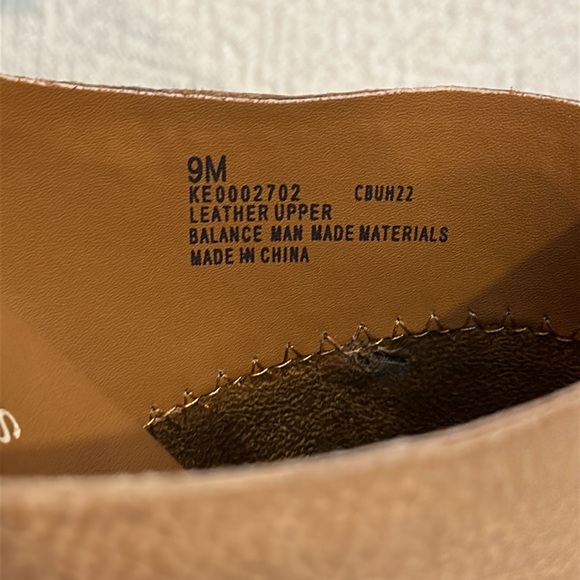 9M
KE0002702 CBUH22
LEATHER UPPER
BALANCE MAN MADE MATERIALS
MADE IN CHINA
S